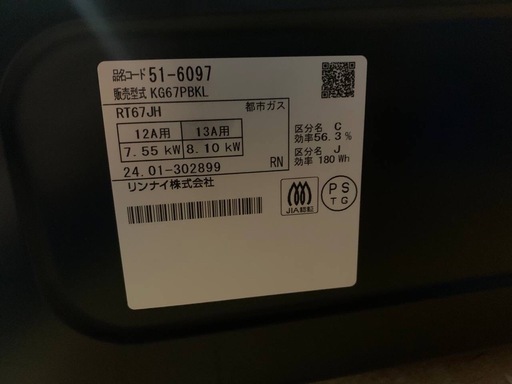 品名コード 51-6097
販売型式 KG67PBKL
RT67JH 都市ガス
12A用 13A用
7.55 kW 8.10 kW
区分名 C
効率56.3%
区分名 J
効率 180 Wh
24.01-302899 RN
リンナイ株式会社
JIA認証
PS
TG